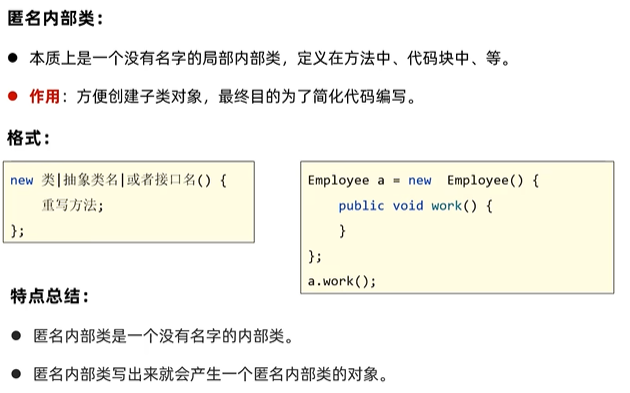 匿名内部类：
● 本质上是一个没有名字的局部内部类，定义在方法中、代码块中、等。
● 作用：方便创建子类对象，最终目的为了简化代码编写。
格式：
new 类|抽象类名|或者接口名() {
重写方法;
};
Employee a = new  Employee() {
public void work() {
}
};
a.work();
特点总结：
● 匿名内部类是一个没有名字的内部类。
● 匿名内部类写出来就会产生一个匿名内部类的对象。